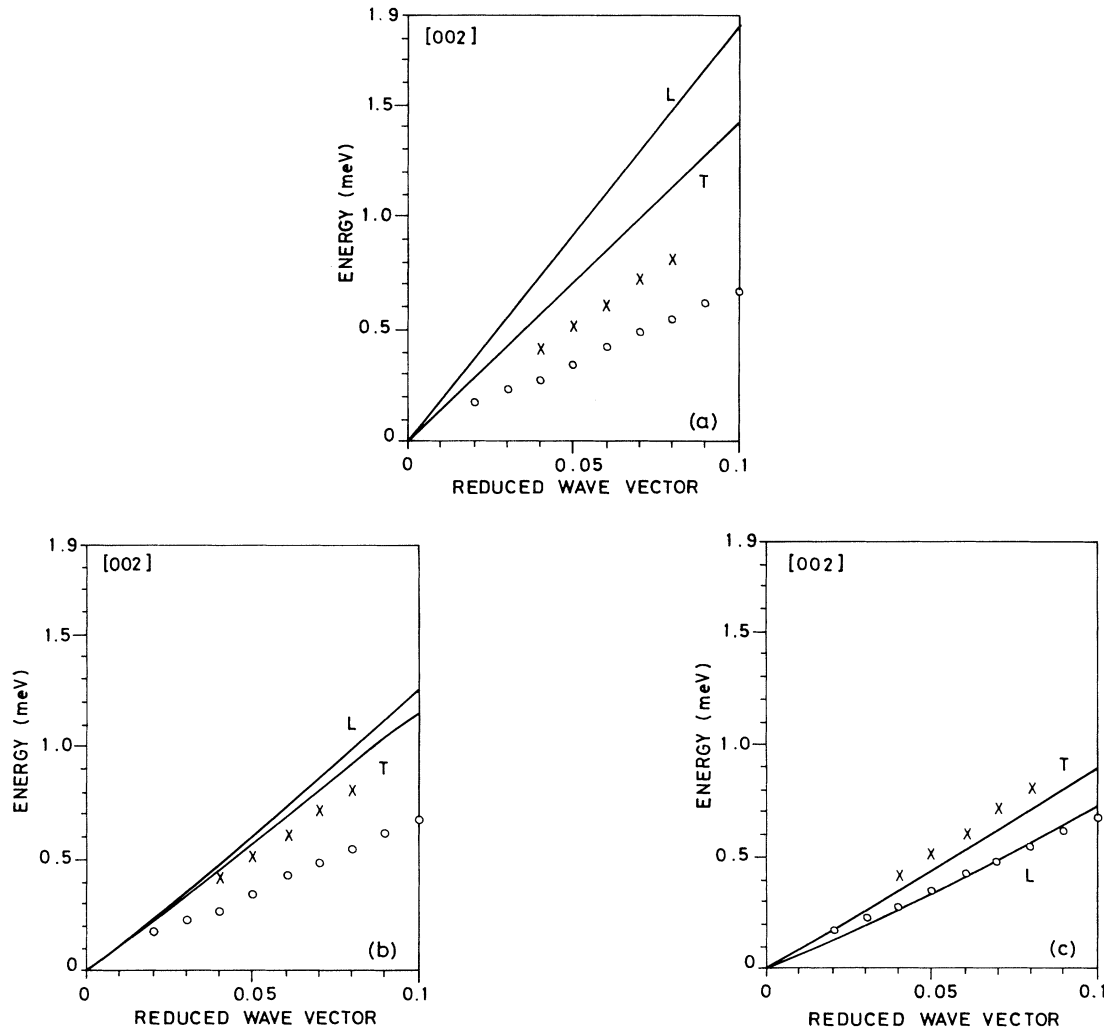 1.9
[002]
L
1.5
T
1.0
ENERGY (meV)
X
X
X
X
X
0.5
0
(a)
0
0.05
0.1
REDUCED WAVE VECTOR
1.9
[002]
1.5
L
1.0
T
ENERGY (meV)
X
X
X
X
X
0.5
0
(b)
0
0.05
0.1
REDUCED WAVE VECTOR
1.9
[002]
1.5
1.0
T
ENERGY (meV)
X
X
X
X
X
0.5
L
0
(c)
0
0.05
0.1
REDUCED WAVE VECTOR